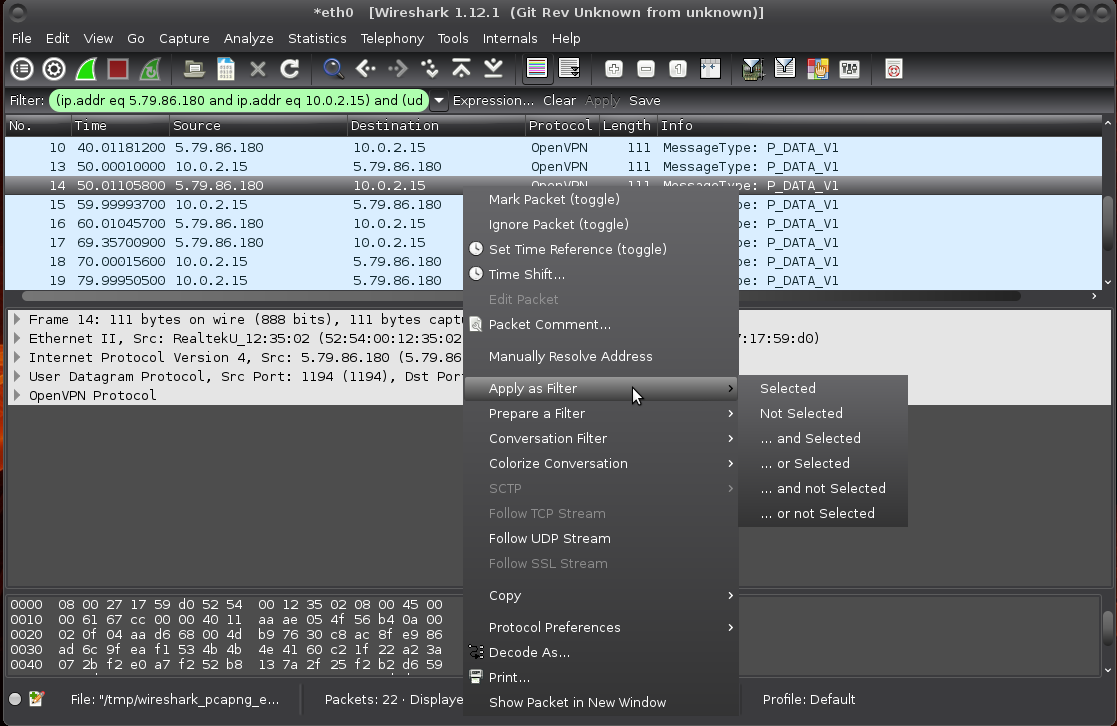 *eth0   [Wireshark 1.12.1  (Git Rev Unknown from unknown)]
File Edit View Go Capture Analyze Statistics Telephony Tools Internals Help
Filter: (ip.addr eq 5.79.86.180 and ip.addr eq 10.0.2.15) and (ud Expression... Clear Apply Save
No. Time Source Destination Protocol Length Info
10 40.01181200 5.79.86.180 10.0.2.15 OpenVPN 111 MessageType: P_DATA_V1
13 50.00010000 10.0.2.15 5.79.86.180 OpenVPN 111 MessageType: P_DATA_V1
14 50.01105800 5.79.86.180 10.0.2.15 OpenVPN 111 MessageType: P_DATA_V1
15 59.99993700 10.0.2.15 5.79.86.180 pe: P_DATA_V1
16 60.01045700 5.79.86.180 10.0.2.15 pe: P_DATA_V1
17 69.35700900 5.79.86.180 10.0.2.15 pe: P_DATA_V1
18 70.00015600 10.0.2.15 5.79.86.180 pe: P_DATA_V1
19 79.99950500 10.0.2.15 5.79.86.180 pe: P_DATA_V1
Frame 14: 111 bytes on wire (888 bits), 111 bytes capt
Ethernet II, Src: RealtekU_12:35:02 (52:54:00:12:35:02 7:17:59:d0)
Internet Protocol Version 4, Src: 5.79.86.180 (5.79.86
User Datagram Protocol, Src Port: 1194 (1194), Dst Por
OpenVPN Protocol
Mark Packet (toggle)
Ignore Packet (toggle)
Set Time Reference (toggle)
Time Shift...
Edit Packet
Packet Comment...
Manually Resolve Address
Apply as Filter
Prepare a Filter
Conversation Filter
Colorize Conversation
SCTP
Follow TCP Stream
Follow UDP Stream
Follow SSL Stream
Copy
Protocol Preferences
Decode As...
Print...
Show Packet in New Window
Selected
Not Selected
... and Selected
... or Selected
... and not Selected
... or not Selected
0000 08 00 27 17 59 d0 52 54 00 12 35 02 08 00 45 00
0010 00 61 67 cc 00 00 40 11 aa ae 05 4f 56 b4 0a 00
0020 02 0f 04 aa d6 68 00 4d b9 76 30 c8 ac 8f e9 86
0030 ad 6c 9f ea f1 53 4b 4b 4e 41 60 c2 1f 22 a2 3a
0040 07 2b f2 e0 a7 f2 52 b8 13 7a 2f 25 f2 b2 d6 59
File: "/tmp/wireshark_pcapng_e... Packets: 22 · Displaye Profile: Default